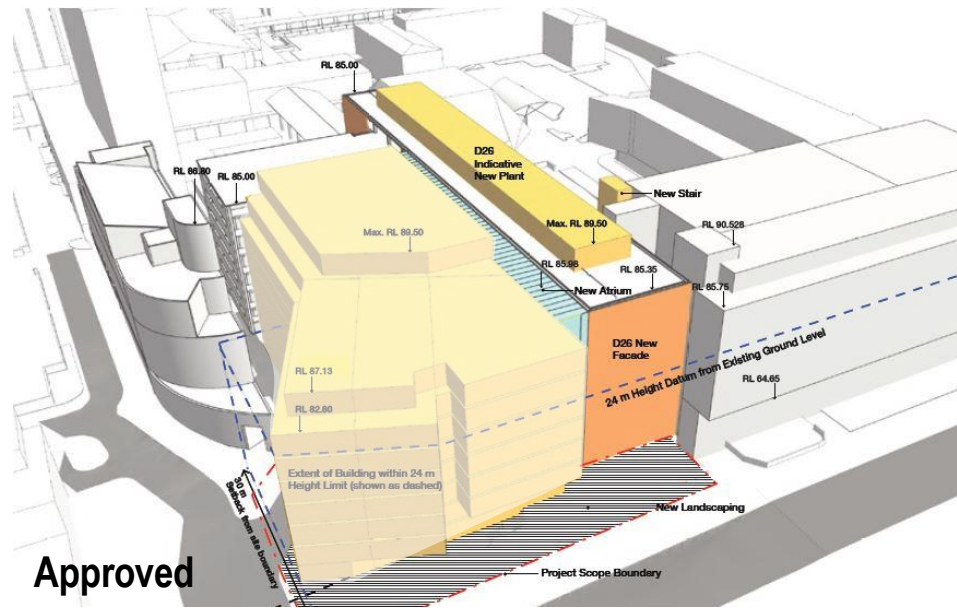 RL 85.00
D26
Indicative
New Plant
RL 86.80
RL 85.00
New Stair
Max. RL 89.50
Max. RL 89.50
RL 90.528
RL 85.98
RL 85.35
New Atrium
RL 85.75
D26 New
Facade
24 m Height Datum from Existing Ground Level
RL 87.13
RL 64.65
RL 82.80
Extent of Building within 24 m
Height Limit (shown as dashed)
30 m
Setback from site boundary
New Landscaping
Project Scope Boundary
Approved